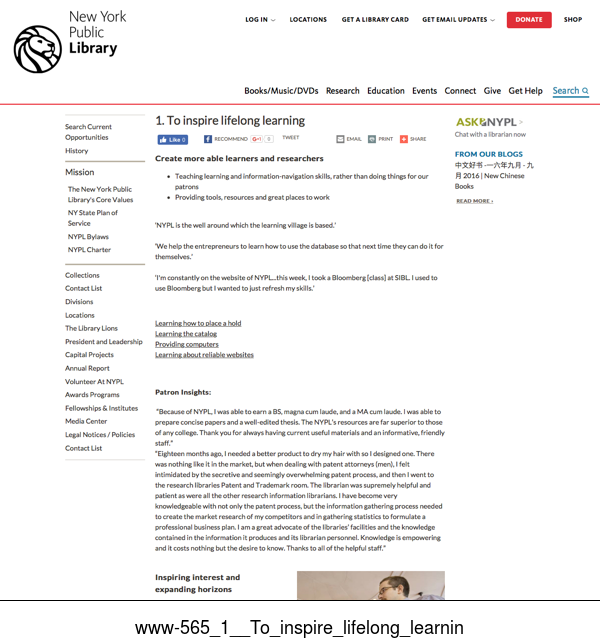 New York
Public
Library
LOG IN
LOCATIONS
GET A LIBRARY CARD
GET EMAIL UPDATES
DONATE
SHOP
Books/Music/DVDs
Research
Education
Events
Connect
Give
Get Help
Search
Search Current
Opportunities
History
Mission
The New York Public
Library's Core Values
NY State Plan of
Service
NYPL Bylaws
NYPL Charter
Collections
Contact List
Divisions
Locations
The Library Lions
President and Leadership
Capital Projects
Annual Report
Volunteer At NYPL
Awards Programs
Fellowships & Institutes
Media Center
Legal Notices / Policies
Contact List
1. To inspire lifelong learning
Like 0
RECOMMEND
G+1 0
TWEET
EMAIL
PRINT
SHARE
Create more able learners and researchers
• Teaching learning and information-navigation skills, rather than doing things for our
patrons
• Providing tools, resources and great places to work
'NYPL is the well around which the learning village is based.'
'We help the entrepreneurs to learn how to use the database so that next time they can do it for
themselves.'
'I'm constantly on the website of NYPL...this week, I took a Bloomberg [class] at SIBL. I used to
use Bloomberg but I wanted to just refresh my skills.'
Learning how to place a hold
Learning the catalog
Providing computers
Learning about reliable websites
Patron Insights:
"Because of NYPL, I was able to earn a BS, magna cum laude, and a MA cum laude. I was able to
prepare concise papers and a well-edited thesis. The NYPL's resources are far superior to those
of any college. Thank you for always having current useful materials and an informative, friendly
staff."
"Eighteen months ago, I needed a better product to dry my hair with so I designed one. There
was nothing like it in the market, but when dealing with patent attorneys (men), I felt
intimidated by the secretive and seemingly overwhelming patent process, and then I went to
the research libraries Patent and Trademark room. The librarian was supremely helpful and
patient as were all the other research information librarians. I have become very
knowledgeable with not only the patent process, but the information gathering process needed
to create the market research of my competitors and in gathering statistics to formulate a
professional business plan. I am a great advocate of the libraries' facilities and the knowledge
contained in the information it produces and its librarian personnel. Knowledge is empowering
and it costs nothing but the desire to know. Thanks to all of the helpful staff."
Inspiring interest and
expanding horizons
ASK NYPL >
Chat with a librarian now
FROM OUR BLOGS
中文好书 -一六年九月 - 九
月 2016 | New Chinese
Books
READ MORE ›
www-565_1__To_inspire_lifelong_learnin